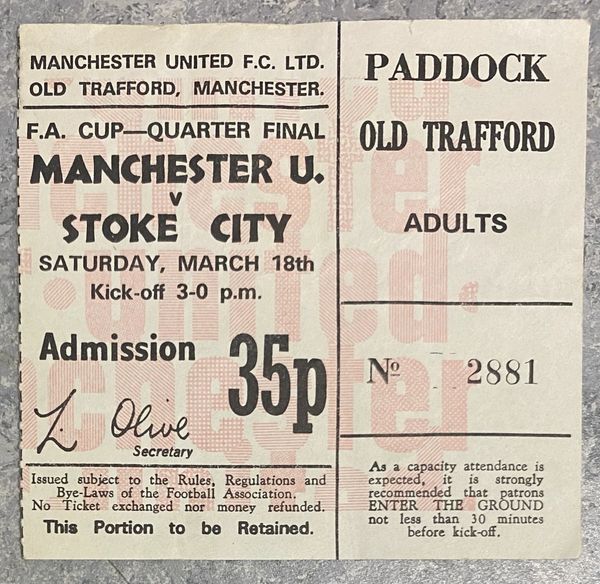 MANCHESTER UNITED F.C. LTD.
OLD TRAFFORD, MANCHESTER.
F.A. CUP—QUARTER FINAL
MANCHESTER U.
v
STOKE CITY
SATURDAY, MARCH 18th
Kick-off 3-0 p.m.
Admission 35p
L. Olive
Secretary
Issued subject to the Rules, Regulations and
Bye-Laws of the Football Association.
No Ticket exchanged nor money refunded.
This Portion to be Retained.
PADDOCK
OLD TRAFFORD
ADULTS
Nº 2881
As a capacity attendance is
expected, it is strongly
recommended that patrons
ENTER THE GROUND
not less than 30 minutes
before kick-off.